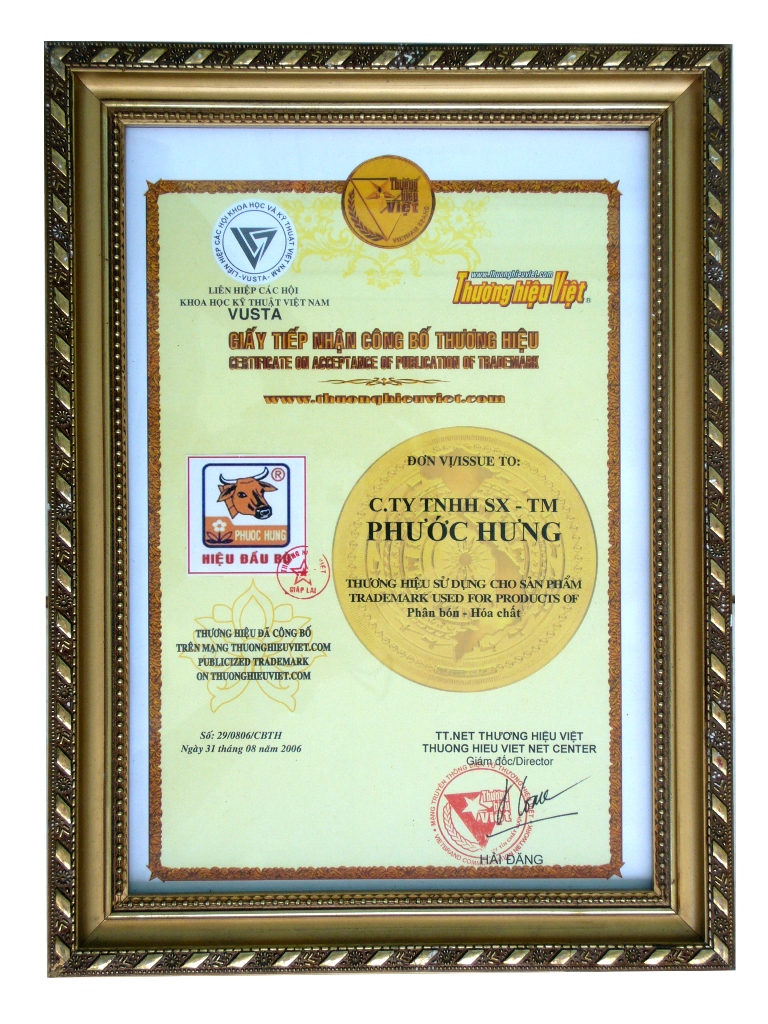 Thương hiệu Việt
LIÊN HIỆP CÁC HỘI KHOA HỌC VÀ KỸ THUẬT VIỆT NAM
-VUSTA-
LIÊN HIỆP CÁC HỘI
KHOA HỌC KỸ THUẬT VIỆT NAM
VUSTA
www.thuonghieuviet.com
Thương hiệu Việt ®
GIẤY TIẾP NHẬN CÔNG BỐ THƯƠNG HIỆU
CERTIFICATE ON ACCEPTANCE OF PUBLICATION OF TRADEMARK
www.thuonghieuviet.com
®
PHƯỚC HƯNG
HIỆU ĐẦU BÒ
GIÁP LAI
ĐƠN VỊ/ISSUE TO:
C.TY TNHH SX - TM
PHƯỚC HƯNG
THƯƠNG HIỆU SỬ DỤNG CHO SẢN PHẨM
TRADEMARK USED FOR PRODUCTS OF
Phân bón - Hóa chất
THƯƠNG HIỆU ĐÃ CÔNG BỐ
TRÊN MẠNG THUONGHIEUVIET.COM
PUBLICIZED TRADEMARK
ON THUONGHIEUVIET.COM
Số: 29/0806/CBTH
Ngày 31 tháng 08 năm 2006
TT.NET THƯƠNG HIỆU VIỆT
THUONG HIEU VIET NET CENTER
Giám đốc/Director
Thương hiệu Việt
HẢI ĐĂNG